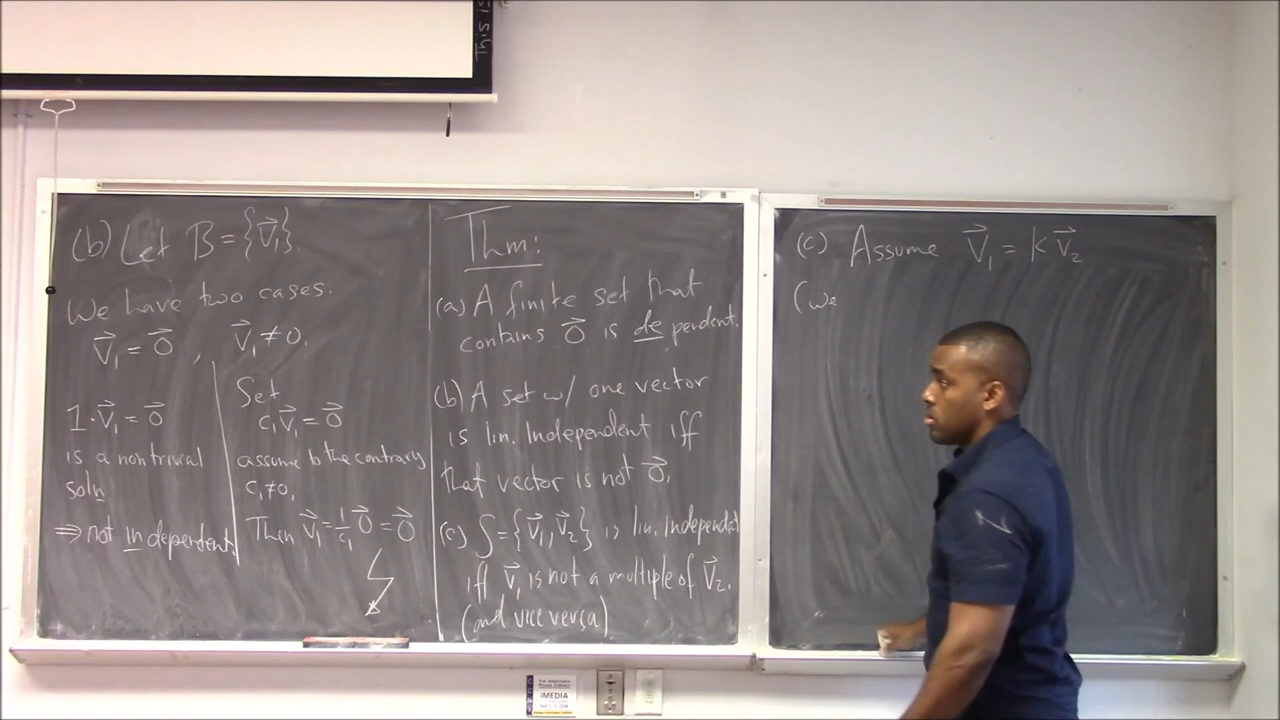 This is
(b) Let B = {v⃗₁}.
We have two cases.
v⃗₁ = 0⃗ , v⃗₁ ≠ 0.
1·v⃗₁ = 0⃗
is a nontrivial
soln
⇒ not independent.
Set
c₁v⃗₁ = 0⃗
assume to the contrary
c₁≠0.
Then v⃗₁ = 1/c₁ 0⃗ = 0⃗
Thm:
(a) A finite set that
contains 0⃗ is dependent.
(b) A set w/ one vector
is lin. Independent iff
that vector is not 0⃗.
(c) S = {v⃗₁, v⃗₂} is lin. independent
iff v⃗₁ is not a multiple of v⃗₂.
(and vice versa)
(c) Assume v⃗₁ = k v⃗₂
(we
iMEDIA